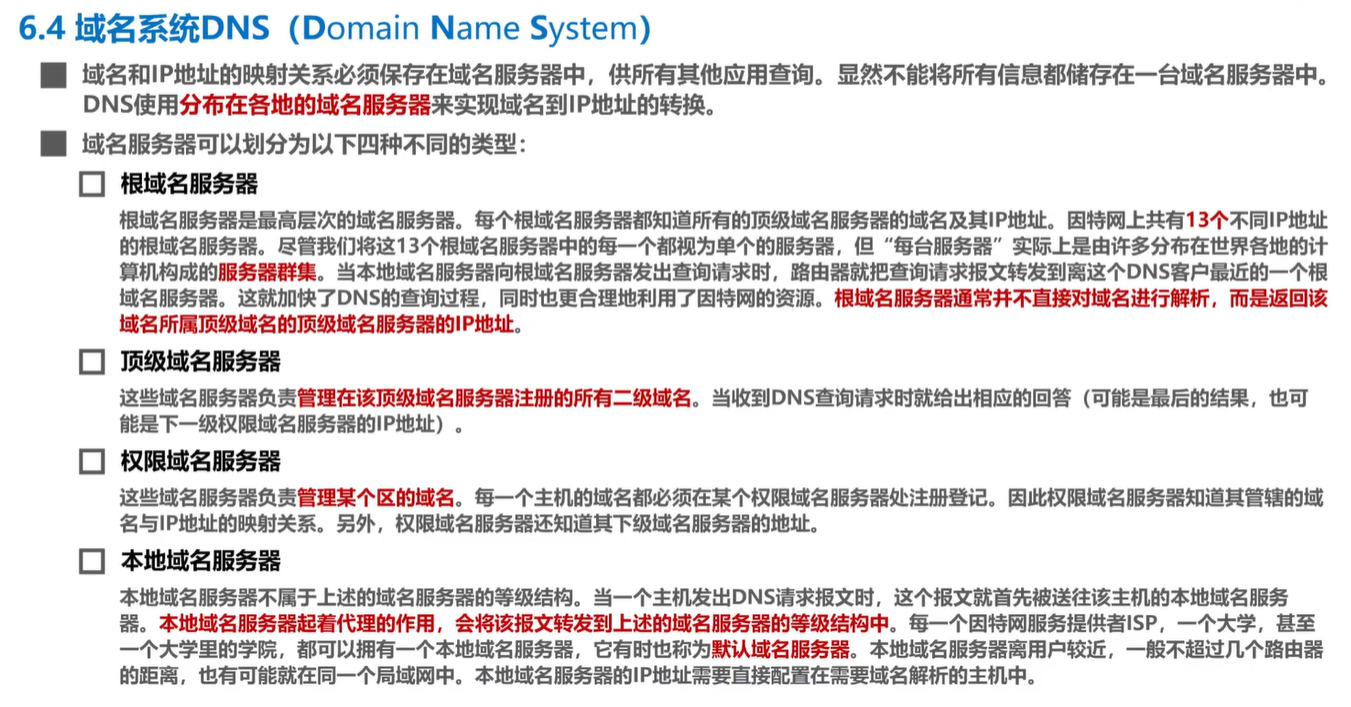 6.4 域名系统DNS（Domain Name System）
域名和IP地址的映射关系必须保存在域名服务器中，供所有其他应用查询。显然不能将所有信息都储存在一台域名服务器中。
DNS使用分布在各地的域名服务器来实现域名到IP地址的转换。
域名服务器可以划分为以下四种不同的类型：
根域名服务器
根域名服务器是最高层次的域名服务器。每个根域名服务器都知道所有的顶级域名服务器的域名及其IP地址。因特网上共有13个不同IP地址
的根域名服务器。尽管我们将这13个根域名服务器中的每一个都视为单个的服务器，但“每台服务器”实际上是由许多分布在世界各地的计
算机构成的服务器群集。当本地域名服务器向根域名服务器发出查询请求时，路由器就把查询请求报文转发到离这个DNS客户最近的一个根
域名服务器。这就加快了DNS的查询过程，同时也更合理地利用了因特网的资源。根域名服务器通常并不直接对域名进行解析，而是返回该
域名所属顶级域名的顶级域名服务器的IP地址。
顶级域名服务器
这些域名服务器负责管理在该顶级域名服务器注册的所有二级域名。当收到DNS查询请求时就给出相应的回答（可能是最后的结果，也可
能是下一级权限域名服务器的IP地址）。
权限域名服务器
这些域名服务器负责管理某个区的域名。每一个主机的域名都必须在某个权限域名服务器处注册登记。因此权限域名服务器知道其管辖的域
名与IP地址的映射关系。另外，权限域名服务器还知道其下级域名服务器的地址。
本地域名服务器
本地域名服务器不属于上述的域名服务器的等级结构。当一个主机发出DNS请求报文时，这个报文就首先被送往该主机的本地域名服务
器。本地域名服务器起着代理的作用，会将该报文转发到上述的域名服务器的等级结构中。每一个因特网服务提供者ISP，一个大学，甚至
一个大学里的学院，都可以拥有一个本地域名服务器，它有时也称为默认域名服务器。本地域名服务器离用户较近，一般不超过几个路由器
的距离，也有可能就在同一个局域网中。本地域名服务器的IP地址需要直接配置在需要域名解析的主机中。